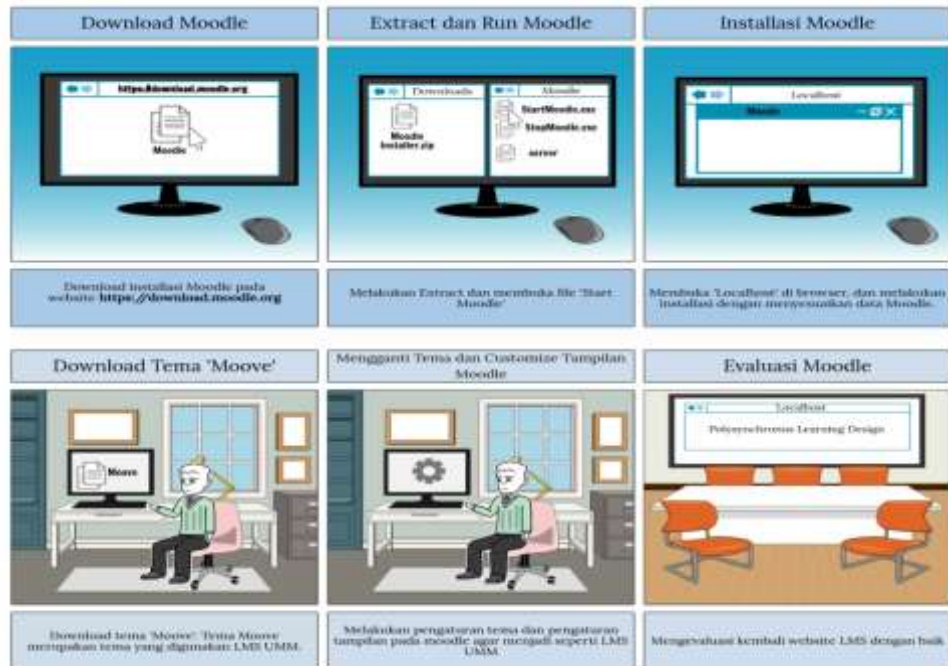 Download Moodle
Extract dan Run Moodle
Installasi Moodle
https://download.moodle.org
Moodle
Downloads
Moodle
Installer.zip
Moodle
StartMoodle.exe
StopMoodle.exe
server
Localhost
Moodle
Download installasi Moodle pada
website https://download.moodle.org
Melakukan Extract dan membuka file 'Start
Moodle'
Membuka 'Localhost' di browser, dan melakukan
installasi dengan menyesuaikan data Moodle.
Download Tema 'Moove'
Mengganti Tema dan Customize Tampilan
Moodle
Evaluasi Moodle
Moove
Localhost
Polysynchronus Learning Design
Download tema 'Moove'. Tema Moove
merupakan tema yang digunakan LMS UMM.
Melakukan pengaturan tema dan pengaturan
tampilan pada moodle agar menjadi seperti LMS
UMM
Mengevaluasi kembali website LMS dengan baik